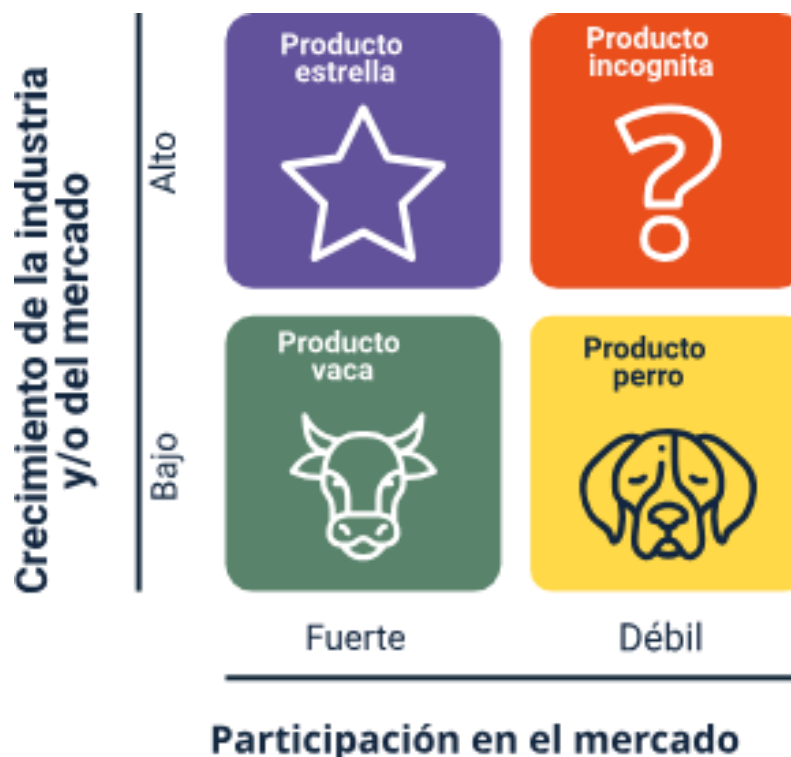 Crecimiento de la industria
y/o del mercado
Alto
Bajo
Producto
estrella
Producto
incognita
?
Producto
vaca
Producto
perro
Fuerte
Débil
Participación en el mercado